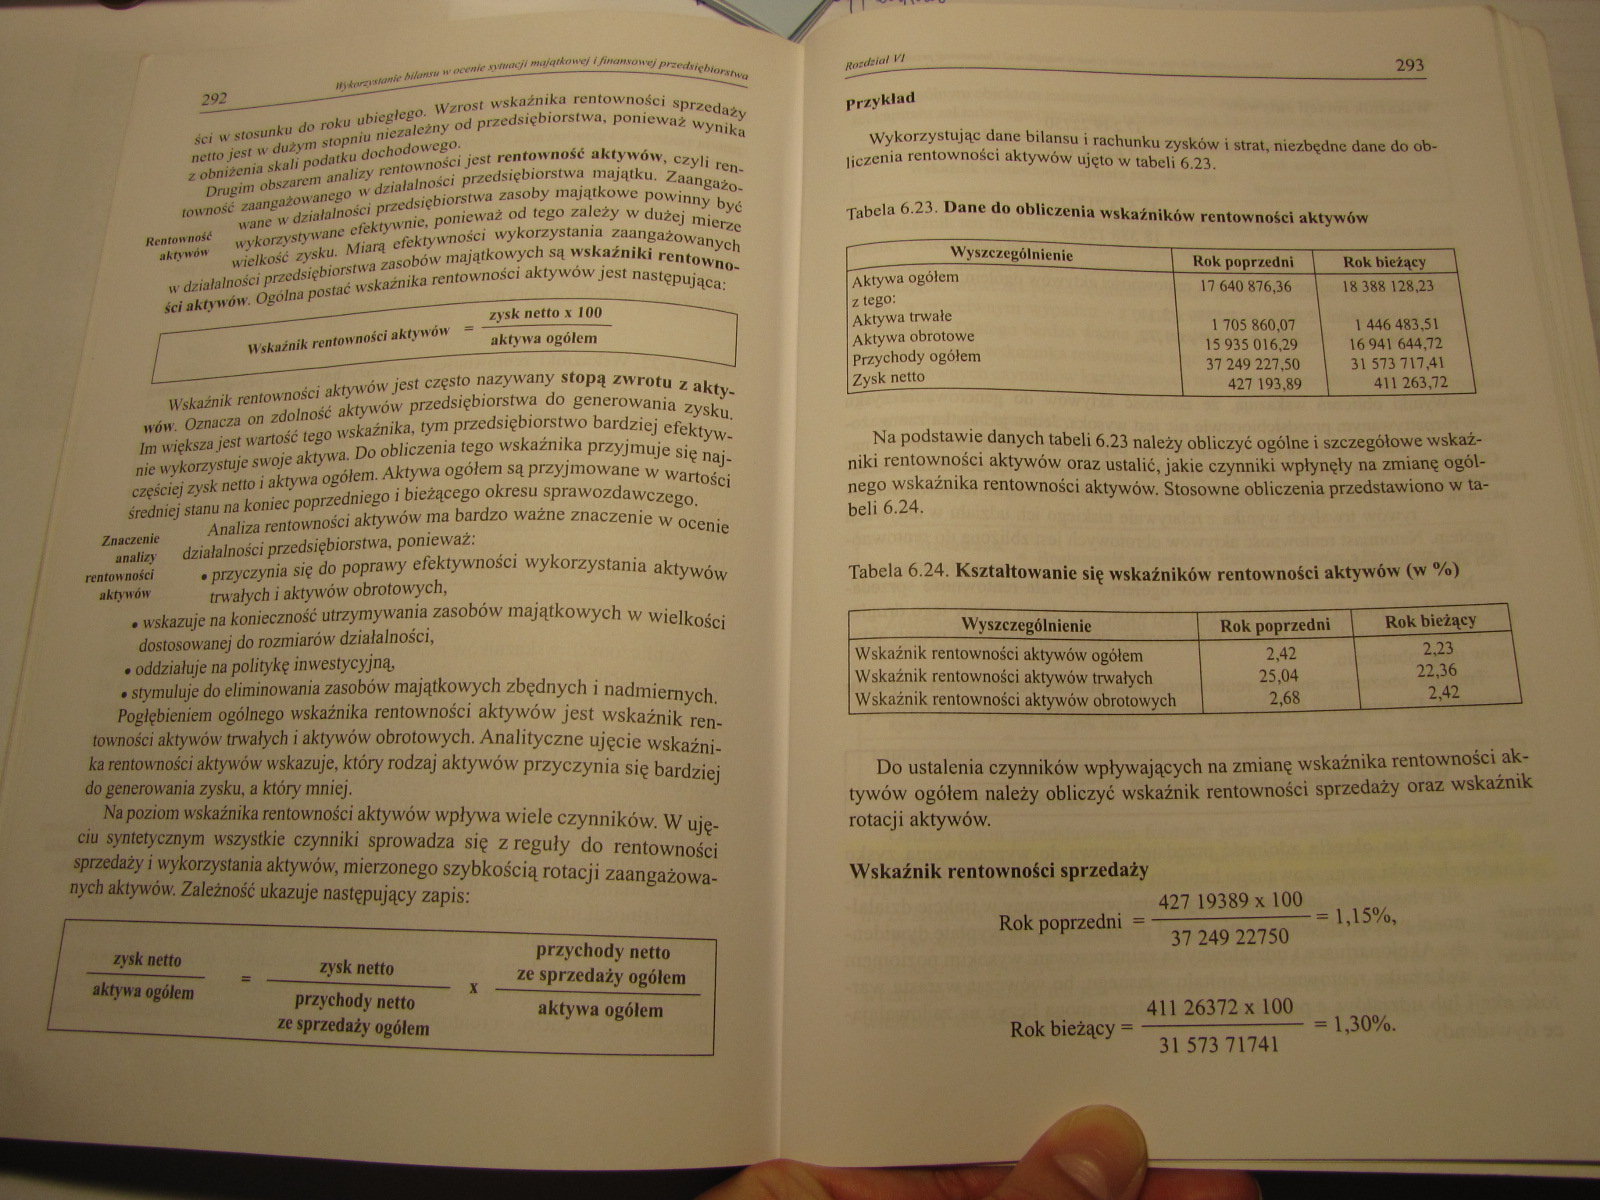 292
Wykorzystanie bilansu w ocenie sytuacji majątkowej i finansowej przedsiębiorstwa
ści w stosunku do roku ubiegłego. Wzrost wskaźnika rentowności sprzedaży
netto jest w dużym stopniu niezależny od przedsiębiorstwa, ponieważ wynika
z obniżenia skali podatku dochodowego.
Drugim obszarem analizy rentowności jest rentowność aktywów, czyli ren-
towność zaangażowanego w działalności przedsiębiorstwa majątku. Zaangażo-
wane w działalności przedsiębiorstwa zasoby majątkowe powinny być
Rentowność
aktywów
wykorzystywane efektywnie, ponieważ od tego zależy w dużej mierze
wielkość zysku. Miarą efektywności wykorzystania zaangażowanych
w działalności przedsiębiorstwa zasobów majątkowych są wskaźniki rentowno-
ści aktywów. Ogólna postać wskaźnika rentowności aktywów jest następująca:
Wskaźnik rentowności aktywów = zysk netto x 100
aktywa ogółem
Wskaźnik rentowności aktywów jest często nazywany stopą zwrotu z akty-
wów. Oznacza on zdolność aktywów przedsiębiorstwa do generowania zysku.
Im większa jest wartość tego wskaźnika, tym przedsiębiorstwo bardziej efektyw-
nie wykorzystuje swoje aktywa. Do obliczenia tego wskaźnika przyjmuje się naj-
częściej zysk netto i aktywa ogółem. Aktywa ogółem są przyjmowane w wartości
średniej stanu na koniec poprzedniego i bieżącego okresu sprawozdawczego.
Znaczenie
analizy
rentowności
aktywów
Analiza rentowności aktywów ma bardzo ważne znaczenie w ocenie
działalności przedsiębiorstwa, ponieważ:
• przyczynia się do poprawy efektywności wykorzystania aktywów
trwałych i aktywów obrotowych,
• wskazuje na konieczność utrzymywania zasobów majątkowych w wielkości
dostosowanej do rozmiarów działalności,
• oddziałuje na politykę inwestycyjną,
• stymuluje do eliminowania zasobów majątkowych zbędnych i nadmiernych.
Pogłębieniem ogólnego wskaźnika rentowności aktywów jest wskaźnik ren-
towności aktywów trwałych i aktywów obrotowych. Analityczne ujęcie wskaźni-
ka rentowności aktywów wskazuje, który rodzaj aktywów przyczynia się bardziej
do generowania zysku, a który mniej.
Na poziom wskaźnika rentowności aktywów wpływa wiele czynników. W uję-
ciu syntetycznym wszystkie czynniki sprowadza się z reguły do rentowności
sprzedaży i wykorzystania aktywów, mierzonego szybkością rotacji zaangażowa-
nych aktywów. Zależność ukazuje następujący zapis:
zysk netto
aktywa ogółem
=
zysk netto
przychody netto
ze sprzedaży ogółem
x
przychody netto
ze sprzedaży ogółem
aktywa ogółem
Rozdział VI
293
Przykład
Wykorzystując dane bilansu i rachunku zysków i strat, niezbędne dane do ob-
liczenia rentowności aktywów ujęto w tabeli 6.23.
Tabela 6.23. Dane do obliczenia wskaźników rentowności aktywów
Wyszczególnienie Rok poprzedni Rok bieżący
Aktywa ogółem 17 640 876,36 18 388 128,23
z tego:
Aktywa trwałe 1 705 860,07 1 446 483,51
Aktywa obrotowe 15 935 016,29 16 941 644,72
Przychody ogółem 37 249 227,50 31 573 717,41
Zysk netto 427 193,89 411 263,72
Na podstawie danych tabeli 6.23 należy obliczyć ogólne i szczegółowe wskaź-
niki rentowności aktywów oraz ustalić, jakie czynniki wpłynęły na zmianę ogól-
nego wskaźnika rentowności aktywów. Stosowne obliczenia przedstawiono w ta-
beli 6.24.
Tabela 6.24. Kształtowanie się wskaźników rentowności aktywów (w %)
Wyszczególnienie Rok poprzedni Rok bieżący
Wskaźnik rentowności aktywów ogółem 2,42 2,23
Wskaźnik rentowności aktywów trwałych 25,04 22,36
Wskaźnik rentowności aktywów obrotowych 2,68 2,42
Do ustalenia czynników wpływających na zmianę wskaźnika rentowności ak-
tywów ogółem należy obliczyć wskaźnik rentowności sprzedaży oraz wskaźnik
rotacji aktywów.
Wskaźnik rentowności sprzedaży
Rok poprzedni = 427 19389 x 100 = 1,15%,
37 249 22750
Rok bieżący = 411 26372 x 100 = 1,30%.
31 573 71741